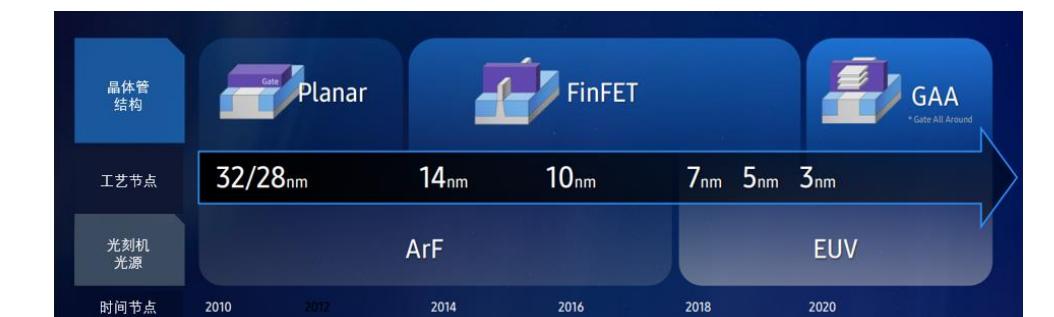 晶体管
结构
Gate
Planar
FinFET
GAA
* Gate All Around
工艺节点
32/28nm
14nm
10nm
7nm
5nm
3nm
光刻机
光源
ArF
EUV
时间节点
2010
2012
2014
2016
2018
2020